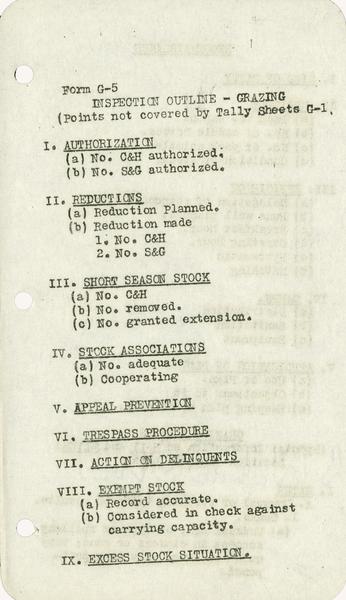 Form G-5
INSPECTION OUTLINE - GRAZING
(Points not covered by Tally Sheets G-1,
I. AUTHORIZATION
(a) No. C&H authorized.
(b) No. S&G authorized.
II. REDUCTIONS
(a) Reduction Planned.
(b) Reduction made
1. No. C&H
2. No. S&G
III. SHORT SEASON STOCK
(a) No. C&H
(b) No. removed.
(c) No. granted extension.
IV. STOCK ASSOCIATIONS
(a) No. adequate
(b) Cooperating
V. APPEAL PREVENTION
VI. TRESPASS PROCEDURE
VII. ACTION ON DELINQUENTS
VIII. EXEMPT STOCK
(a) Record accurate.
(b) Considered in check against
carrying capacity.
IX. EXCESS STOCK SITUATION.